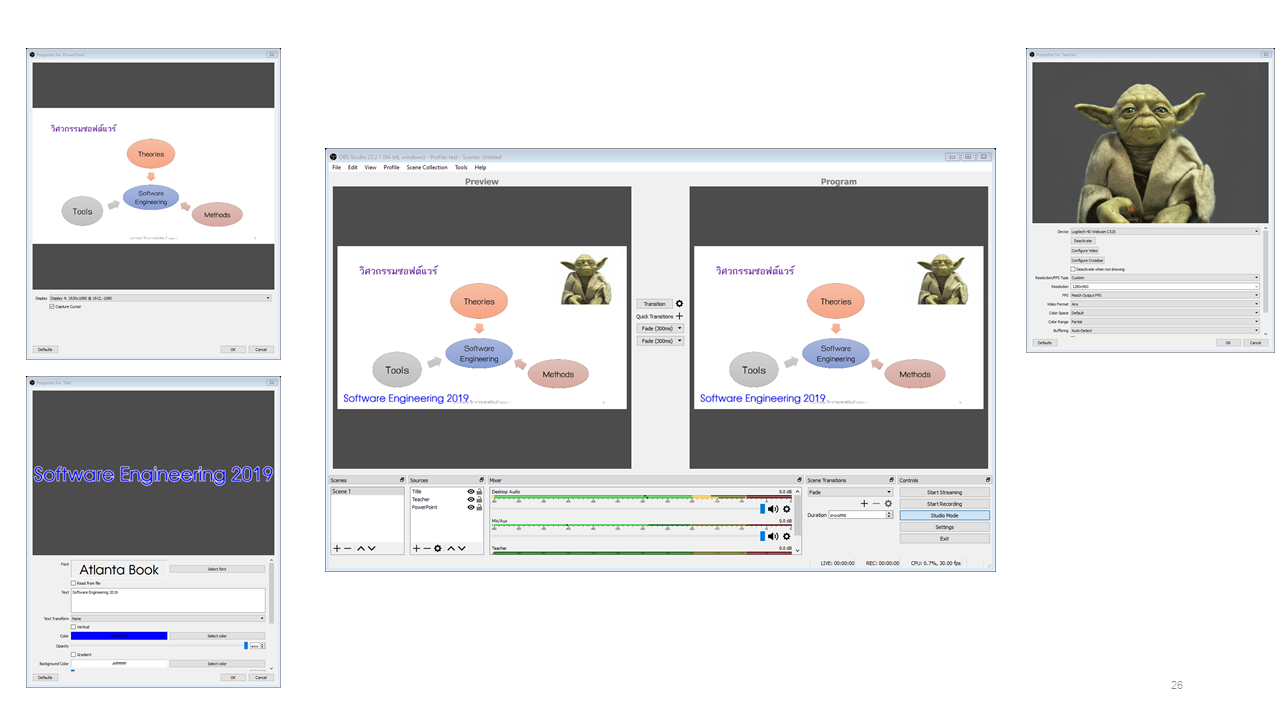 Properties for 'PowerPoint'
วิศวกรรมซอฟต์แวร์
Theories
Software
Engineering
Tools
Methods
Display Display 4: 1920x1080 @ 1912,-1080
Capture Cursor
Defaults OK Cancel
Properties for 'Title'
Software Engineering 2019
Font Atlanta Book Select font
Read from file
Text Software Engineering 2019
Text Transform None
Vertical
Color Select color
Opacity
Gradient
Background Color #ffffff Select color
Defaults OK Cancel
OBS Studio 23.2.1 (64-bit, windows) - Profile: test - Scenes: Untitled
File Edit View Profile Scene Collection Tools Help
Preview Program
วิศวกรรมซอฟต์แวร์
Theories
Software
Engineering
Tools
Methods
Software Engineering 2019
Transition
Quick Transitions
Fade (300ms)
Fade (300ms)
วิศวกรรมซอฟต์แวร์
Theories
Software
Engineering
Tools
Methods
Software Engineering 2019
Scenes Sources Mixer Scene Transitions Controls
Scene 1
Title
Teacher
PowerPoint
Desktop Audio 0.0 dB
Mic/Aux 0.0 dB
Teacher 0.0 dB
Fade
Duration
Start Streaming
Start Recording
Studio Mode
Settings
Exit
LIVE: 00:00:00 REC: 00:00:00 CPU: 0.7%, 30.00 fps
Properties for 'Teacher'
Device Logitech HD Webcam C525
Deactivate
Configure Video
Configure Crossbar
Deactivate when not showing
Resolution/FPS Type Custom
Resolution 1280x960
FPS Match Output FPS
Video Format Any
Color Space Default
Color Range Partial
Buffering Auto-Detect
Defaults OK Cancel
26